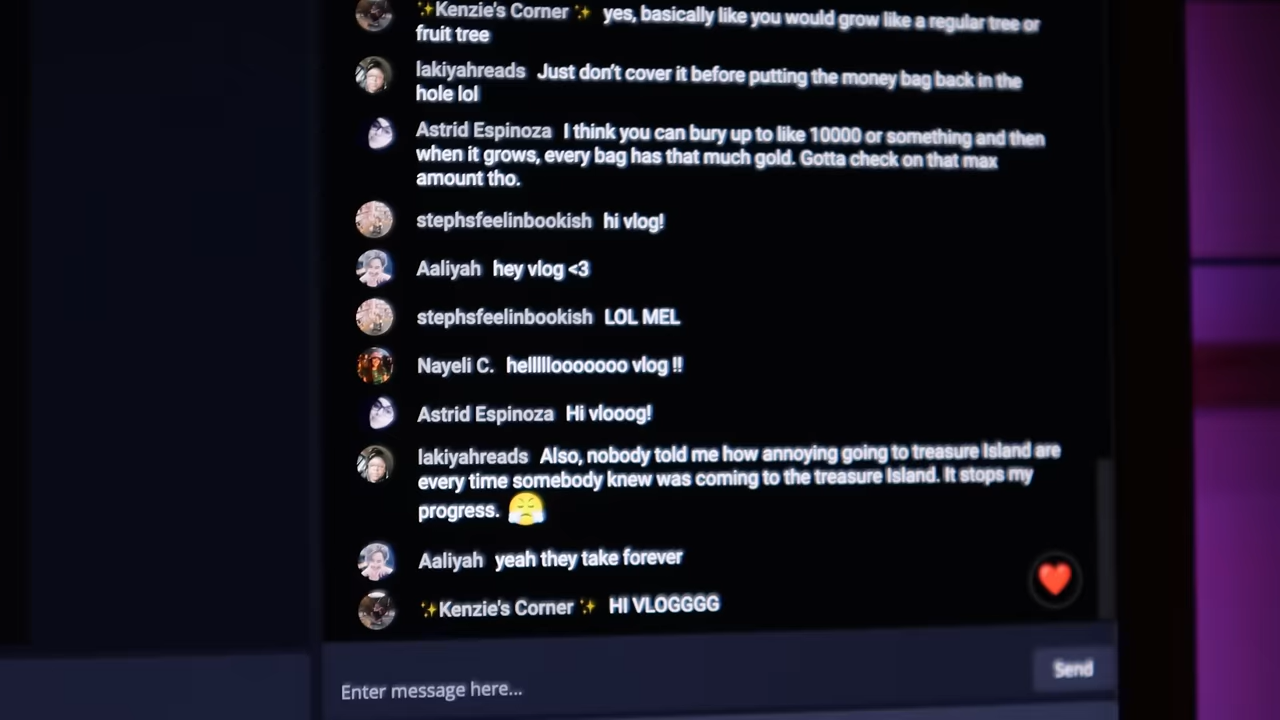 ✨Kenzie's Corner ✨ yes, basically like you would grow like a regular tree or
fruit tree
lakiyahreads Just don't cover it before putting the money bag back in the
hole lol
Astrid Espinoza I think you can bury up to like 10000 or something and then
when it grows, every bag has that much gold. Gotta check on that max
amount tho.
stephsfeelinbookish hi vlog!
Aaliyah hey vlog <3
stephsfeelinbookish LOL MEL
Nayeli C. hellllllooooooo vlog !!
Astrid Espinoza Hi vlooog!
lakiyahreads Also, nobody told me how annoying going to treasure Island are
every time somebody knew was coming to the treasure Island. It stops my
progress. 😤
Aaliyah yeah they take forever
✨Kenzie's Corner ✨ HI VLOGGGG
Enter message here...
Send